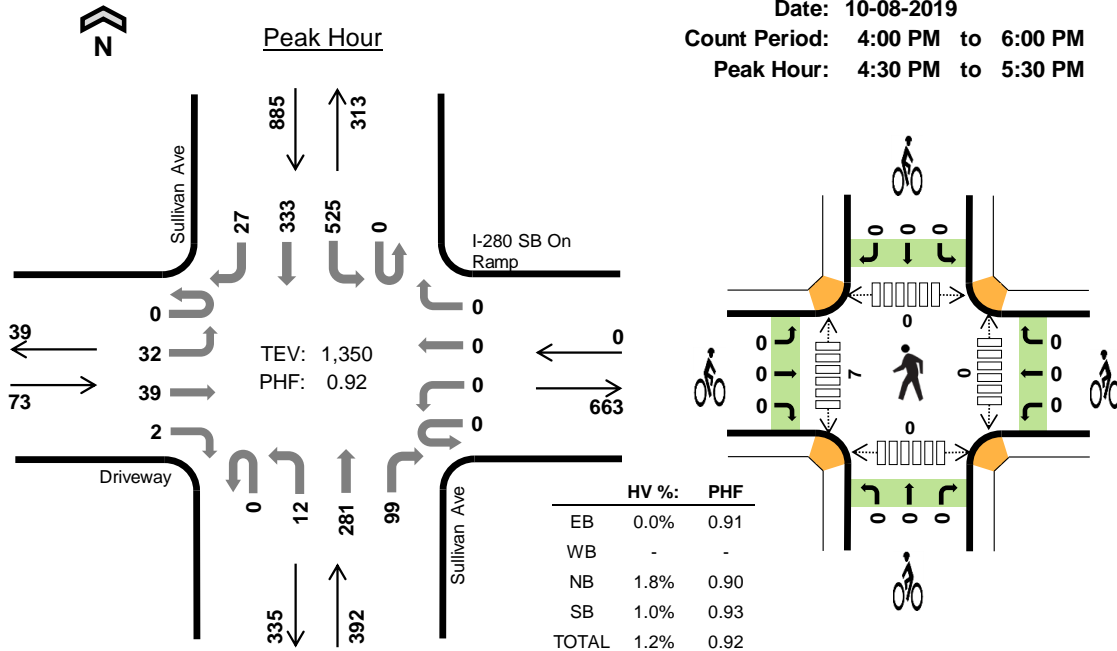 Date: 10-08-2019
Count Period: 4:00 PM to 6:00 PM
Peak Hour: 4:30 PM to 5:30 PM
N
Peak Hour
885
313
Sullivan Ave
27
333
525
0
I-280 SB On
Ramp
0
32
39
2
39
73
TEV: 1,350
PHF: 0.92
0
0
0
0
0
663
Driveway
0
12
281
99
Sullivan Ave
335
392
HV %: PHF
EB 0.0% 0.91
WB - -
NB 1.8% 0.90
SB 1.0% 0.93
TOTAL 1.2% 0.92
0 0 0
0
0
0
0
7
0
0
0
0
0
0
0 0 0